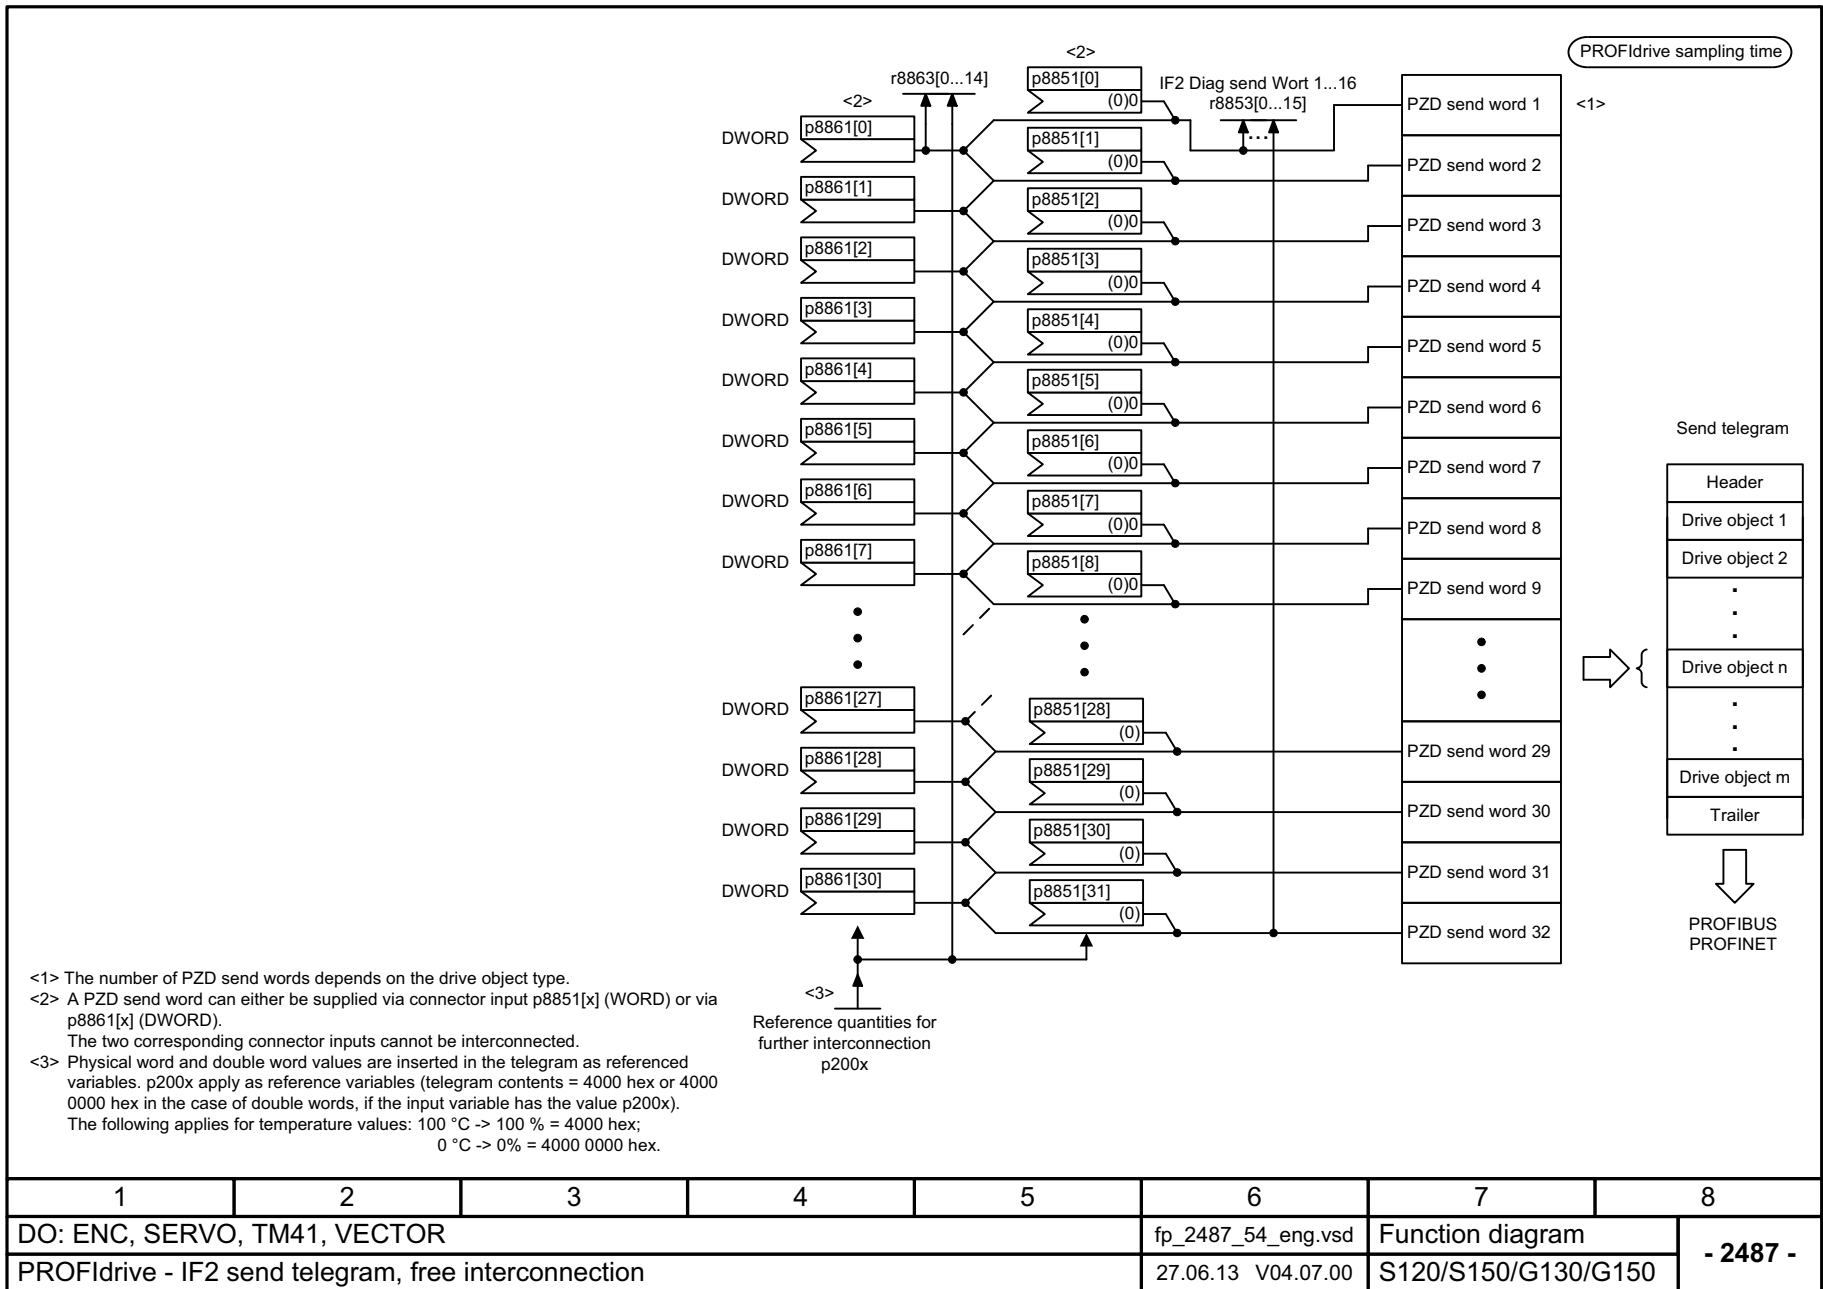 PROFIdrive sampling time
<2>
r8863[0...14]
<2>
IF2 Diag send Wort 1...16
r8853[0...15]
...
DWORD p8861[0]
DWORD p8861[1]
DWORD p8861[2]
DWORD p8861[3]
DWORD p8861[4]
DWORD p8861[5]
DWORD p8861[6]
DWORD p8861[7]
DWORD p8861[27]
DWORD p8861[28]
DWORD p8861[29]
DWORD p8861[30]
p8851[0]
(0)0
p8851[1]
(0)0
p8851[2]
(0)0
p8851[3]
(0)0
p8851[4]
(0)0
p8851[5]
(0)0
p8851[6]
(0)0
p8851[7]
(0)0
p8851[8]
(0)0
p8851[28]
(0)
p8851[29]
(0)
p8851[30]
(0)
p8851[31]
(0)
PZD send word 1 <1>
PZD send word 2
PZD send word 3
PZD send word 4
PZD send word 5
PZD send word 6
PZD send word 7
PZD send word 8
PZD send word 9
PZD send word 29
PZD send word 30
PZD send word 31
PZD send word 32
Send telegram
Header
Drive object 1
Drive object 2
Drive object n
Drive object m
Trailer
PROFIBUS
PROFINET
<3>
Reference quantities for
further interconnection
p200x
<1> The number of PZD send words depends on the drive object type.
<2> A PZD send word can either be supplied via connector input p8851[x] (WORD) or via
p8861[x] (DWORD).
The two corresponding connector inputs cannot be interconnected.
<3> Physical word and double word values are inserted in the telegram as referenced
variables. p200x apply as reference variables (telegram contents = 4000 hex or 4000
0000 hex in the case of double words, if the input variable has the value p200x).
The following applies for temperature values: 100 °C -> 100 % = 4000 hex;
0 °C -> 0% = 4000 0000 hex.
1 2 3 4 5 6 7 8
DO: ENC, SERVO, TM41, VECTOR fp_2487_54_eng.vsd Function diagram - 2487 -
PROFIdrive - IF2 send telegram, free interconnection 27.06.13 V04.07.00 S120/S150/G130/G150